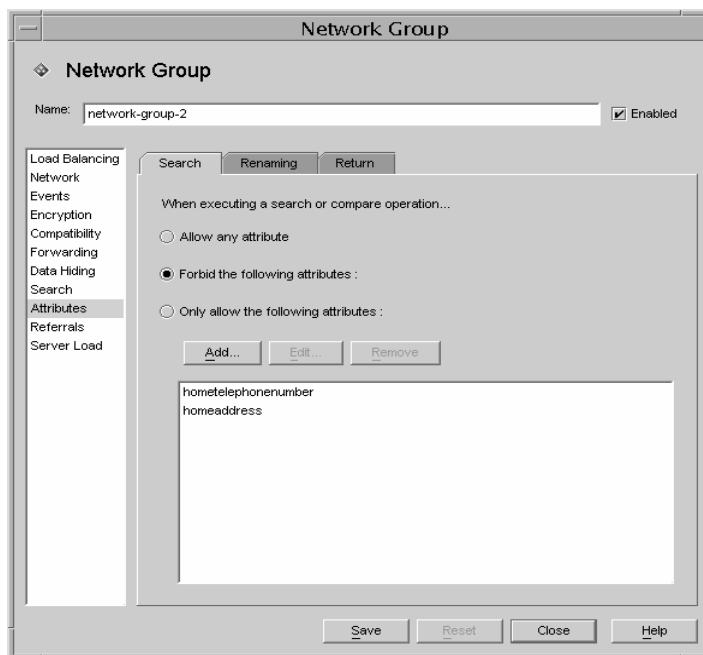 Network Group
Network Group
Name: network-group-2 Enabled
Load Balancing
Network
Events
Encryption
Compatibility
Forwarding
Data Hiding
Search
Attributes
Referrals
Server Load
Search Renaming Return
When executing a search or compare operation...
Allow any attribute
Forbid the following attributes :
Only allow the following attributes :
Add... Edit... Remove
hometelephonenumber
homeaddress
Save Reset Close Help